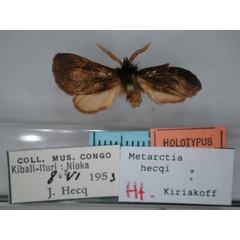 HOLOTYPUS
COLL. MUS. CONGO
Kibali-Ituri : Nioka
8-VI 1953
J. Hecq
Metarctia
hecqi
Ht. Kiriakoff